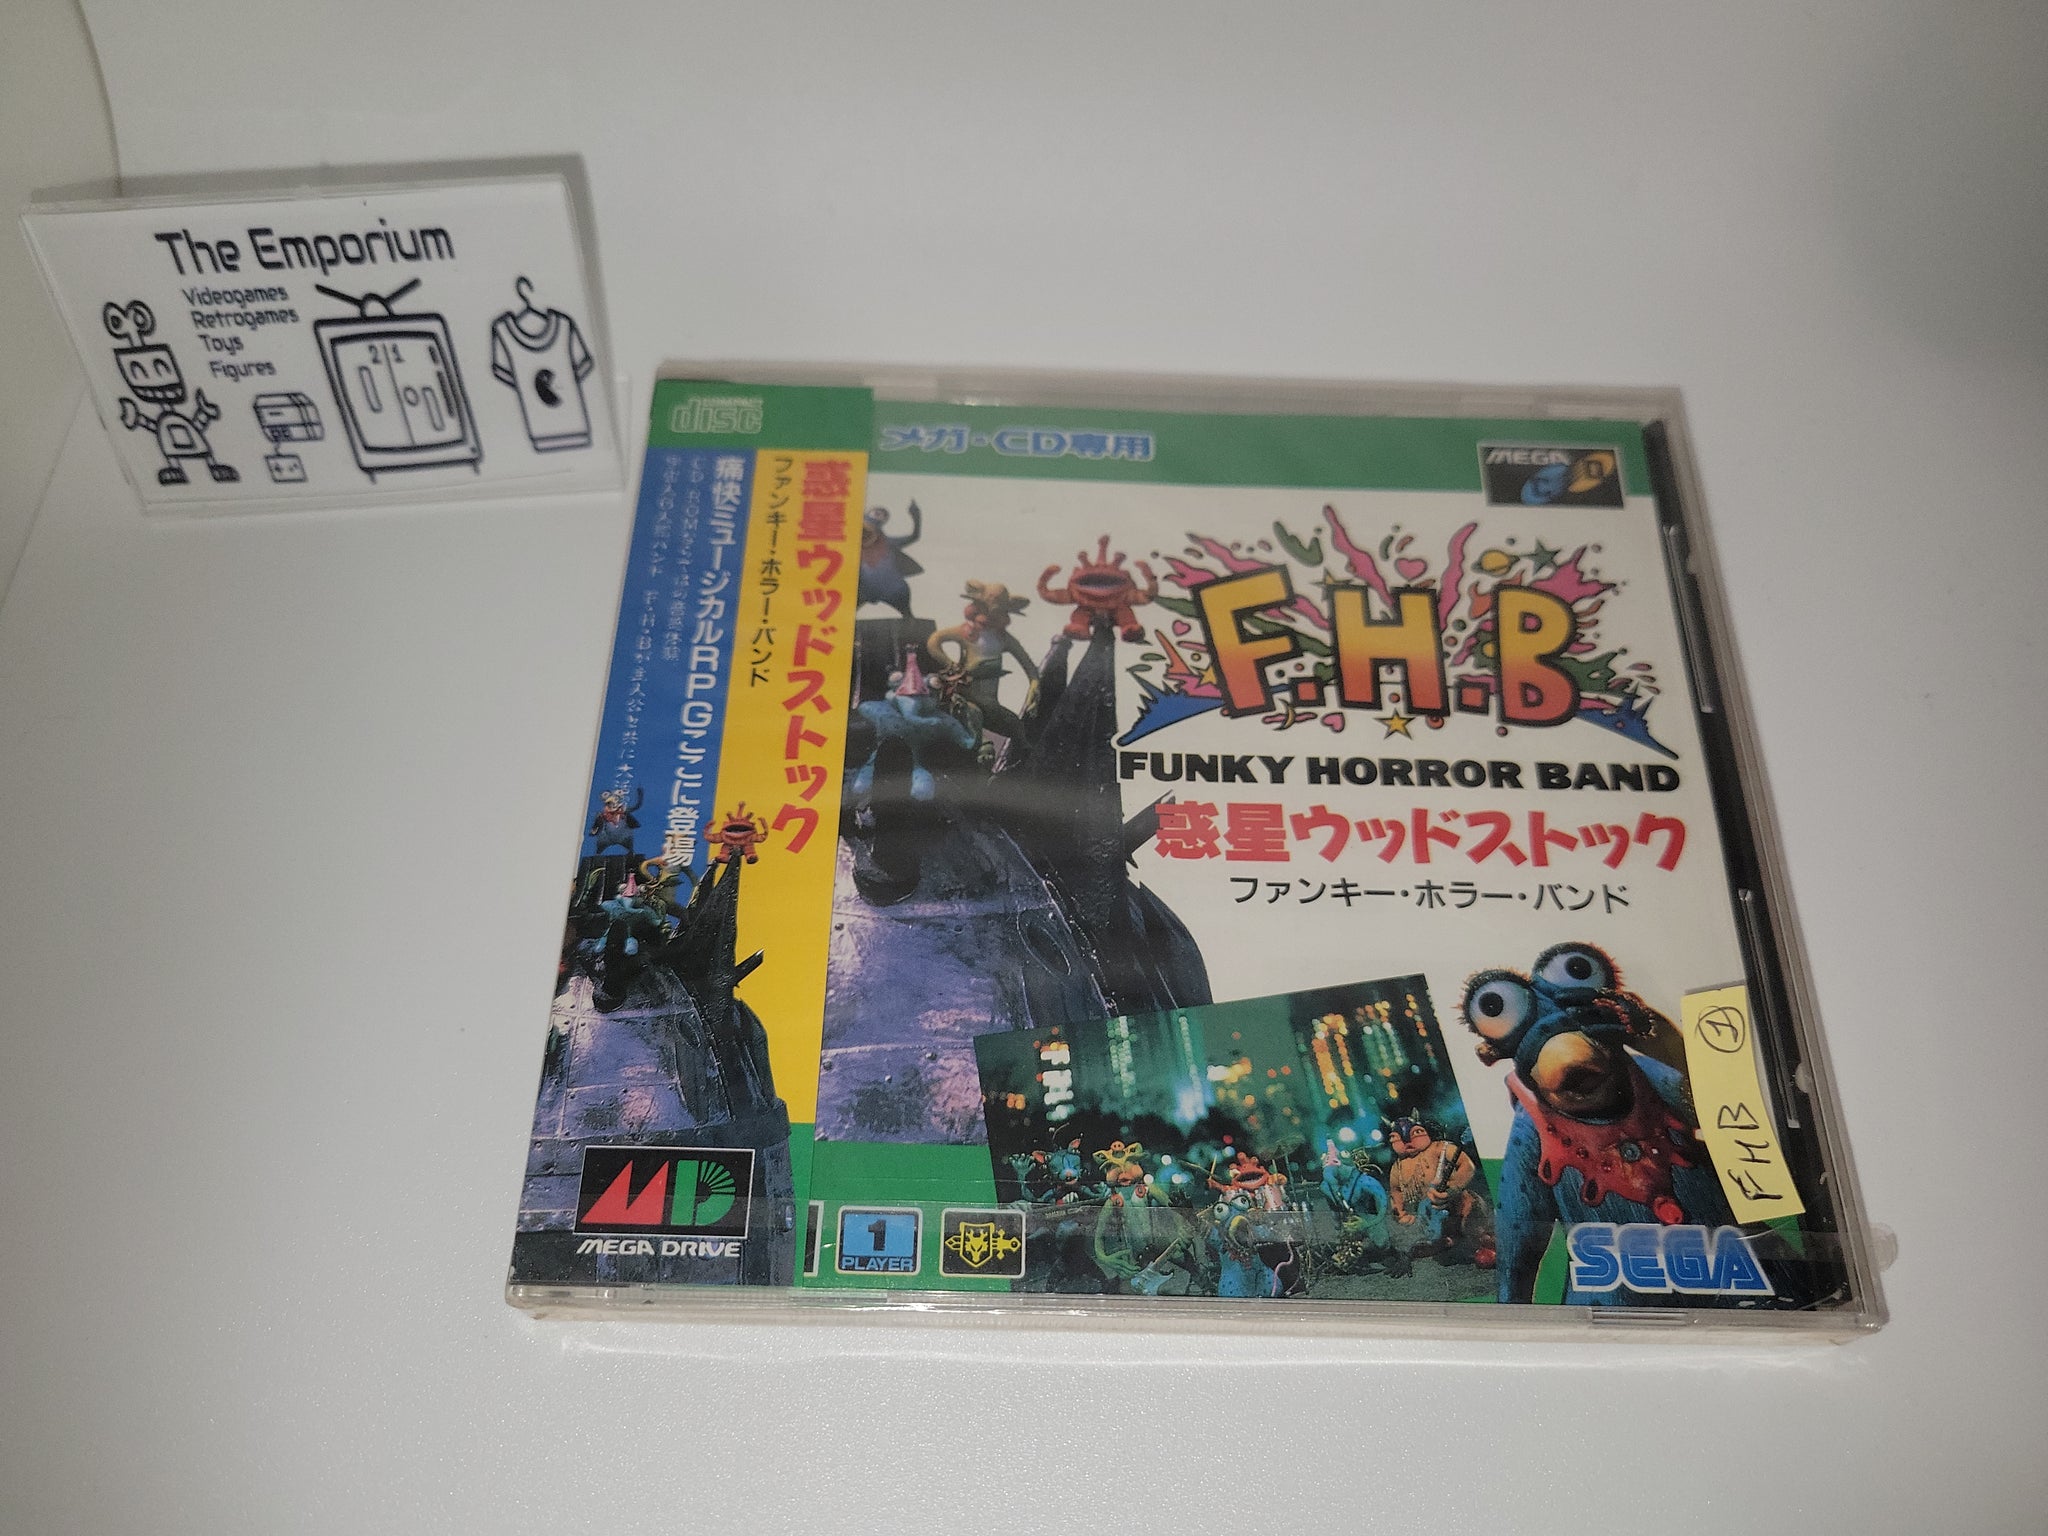 The Emporium
Videogames
Retrogames
Toys
Figures
21
COMPACT
disc
惑星ウッドストック
ファンキー・ホラー・バンド
痛快ミュージカルRPGここに登場
MEGA DRIVE
メガ・CD専用
MEGA CD
F.H.B
FUNKY HORROR BAND
惑星ウッドストック
ファンキー・ホラー・バンド
1
PLAYER
FHB 1
SEGA